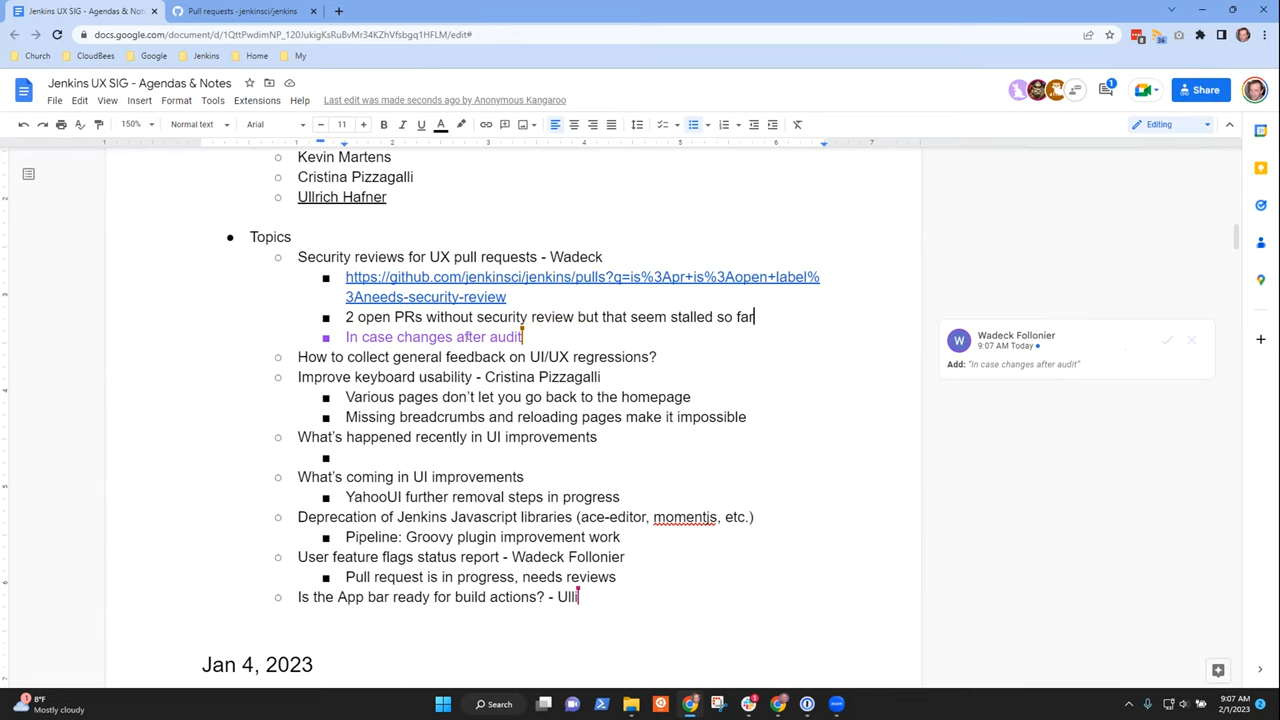 Jenkins UX SIG - Agendas & Notes
Pull requests · jenkinsci/jenkins
docs.google.com/document/d/1QttPwdimNP_120JukigKsRuBvMr34KZhVfsbgq1HFLM/edit#
Church CloudBees Google Jenkins Home My
Jenkins UX SIG - Agendas & Notes
File Edit View Insert Format Tools Extensions Help Last edit was made seconds ago by Anonymous Kangaroo
1
Share
150% Normal text Arial 11 Editing
1 1 2 3 4 5 6 7
Kevin Martens
Cristina Pizzagalli
Ullrich Hafner
Topics
Security reviews for UX pull requests - Wadeck
https://github.com/jenkinsci/jenkins/pulls?q=is%3Apr+is%3Aopen+label%
3Aneeds-security-review
2 open PRs without security review but that seem stalled so far
In case changes after audit
How to collect general feedback on UI/UX regressions?
Improve keyboard usability - Cristina Pizzagalli
Various pages don't let you go back to the homepage
Missing breadcrumbs and reloading pages make it impossible
What's happened recently in UI improvements
What's coming in UI improvements
YahooUI further removal steps in progress
Deprecation of Jenkins Javascript libraries (ace-editor, momentjs, etc.)
Pipeline: Groovy plugin improvement work
User feature flags status report - Wadeck Follonier
Pull request is in progress, needs reviews
Is the App bar ready for build actions? - Ulli
Jan 4, 2023
W
Wadeck Follonier
9:07 AM Today
Add: "In case changes after audit"
8°F
Mostly cloudy
Search
9:07 AM
2/1/2023